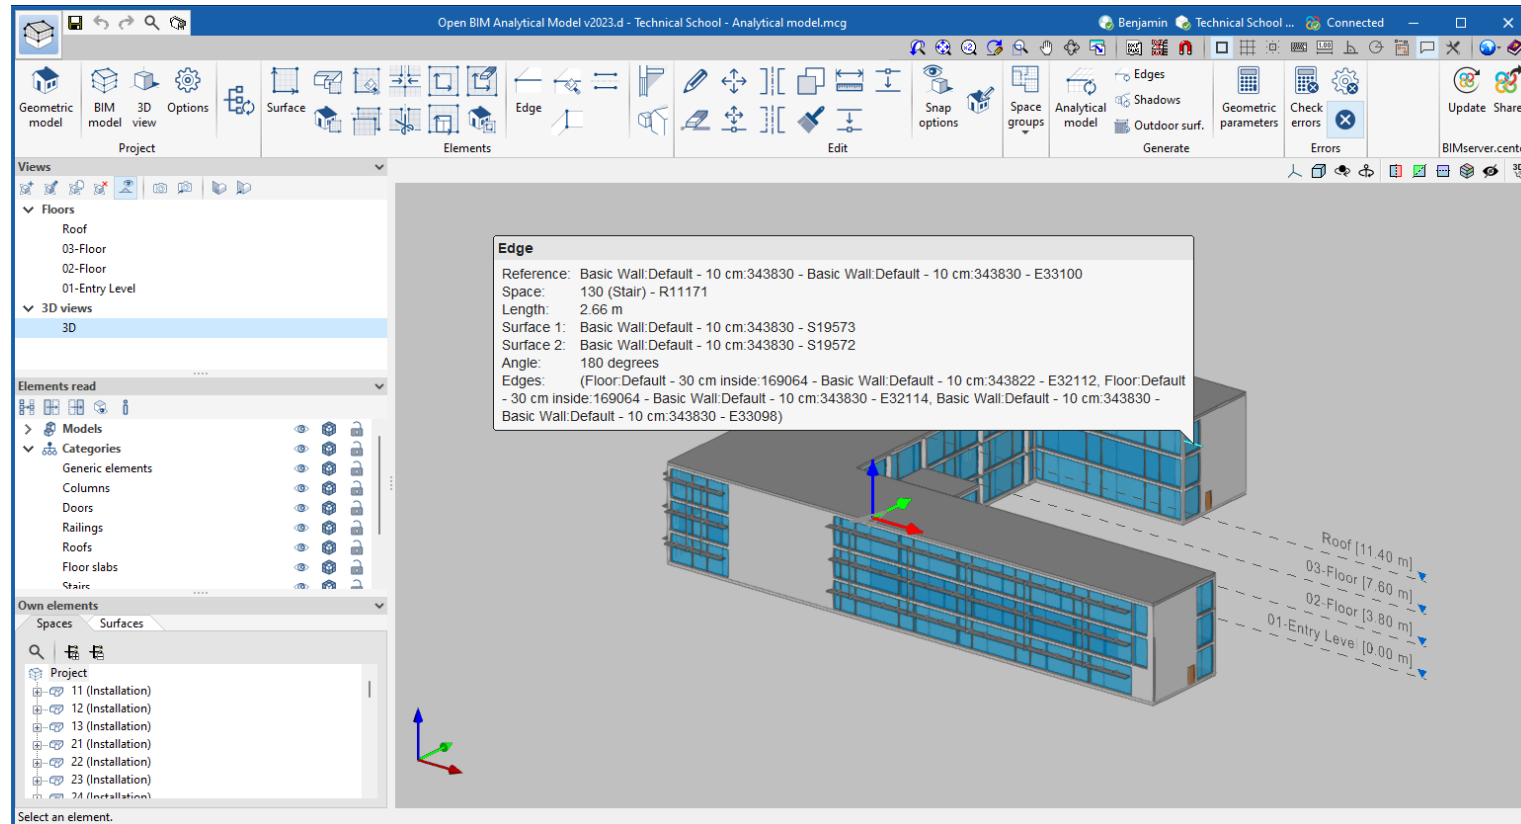 Open BIM Analytical Model v2023.d - Technical School - Analytical model.mcg
Benjamin
Technical School ...
Connected
Geometric model
BIM model
3D view
Options
Project
Surface
Edge
Elements
Edit
Snap options
Space groups
Analytical model
Edges
Shadows
Outdoor surf.
Generate
Geometric parameters
Check errors
Errors
Update
Share
BIMserver.cente
Views
Floors
Roof
03-Floor
02-Floor
01-Entry Level
3D views
3D
Elements read
Models
Categories
Generic elements
Columns
Doors
Railings
Roofs
Floor slabs
Stairs
Own elements
Spaces
Surfaces
Project
11 (Installation)
12 (Installation)
13 (Installation)
21 (Installation)
22 (Installation)
23 (Installation)
24 (Installation)
Select an element.
Edge
Reference: Basic Wall:Default - 10 cm:343830 - Basic Wall:Default - 10 cm:343830 - E33100
Space: 130 (Stair) - R11171
Length: 2.66 m
Surface 1: Basic Wall:Default - 10 cm:343830 - S19573
Surface 2: Basic Wall:Default - 10 cm:343830 - S19572
Angle: 180 degrees
Edges: (Floor:Default - 30 cm inside:169064 - Basic Wall:Default - 10 cm:343822 - E32112, Floor:Default
- 30 cm inside:169064 - Basic Wall:Default - 10 cm:343830 - E32114, Basic Wall:Default - 10 cm:343830 -
Basic Wall:Default - 10 cm:343830 - E33098)
Roof [11.40 m]
03-Floor [7.60 m]
02-Floor [3.80 m]
01-Entry Level [0.00 m]